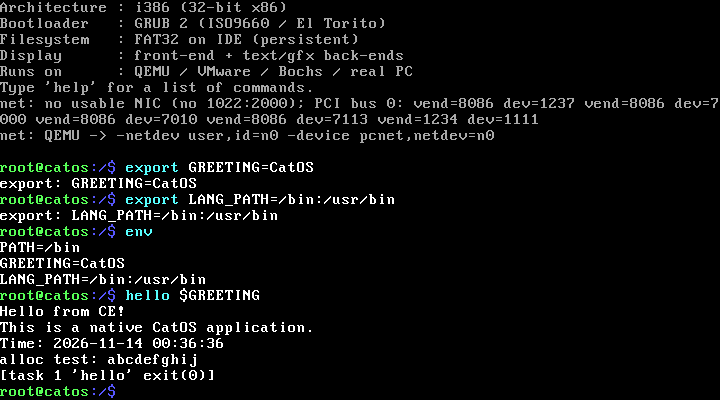 Architecture : i386 (32-bit x86)
Bootloader   : GRUB 2 (ISO9660 / El Torito)
Filesystem   : FAT32 on IDE (persistent)
Display      : front-end + text/gfx back-ends
Runs on      : QEMU / VMware / Bochs / real PC
Type 'help' for a list of commands.
net: no usable NIC (no 1022:2000); PCI bus 0: vend=8086 dev=1237 vend=8086 dev=7
000 vend=8086 dev=7010 vend=8086 dev=7113 vend=1234 dev=1111
net: QEMU -> -netdev user,id=n0 -device pcnet,netdev=n0
root@catos:/$ export GREETING=CatOS
export: GREETING=CatOS
root@catos:/$ export LANG_PATH=/bin:/usr/bin
export: LANG_PATH=/bin:/usr/bin
root@catos:/$ env
PATH=/bin
GREETING=CatOS
LANG_PATH=/bin:/usr/bin
root@catos:/$ hello $GREETING
Hello from CE!
This is a native CatOS application.
Time: 2026-11-14 00:36:36
alloc test: abcdefghij
[task 1 'hello' exit(0)]
root@catos:/$